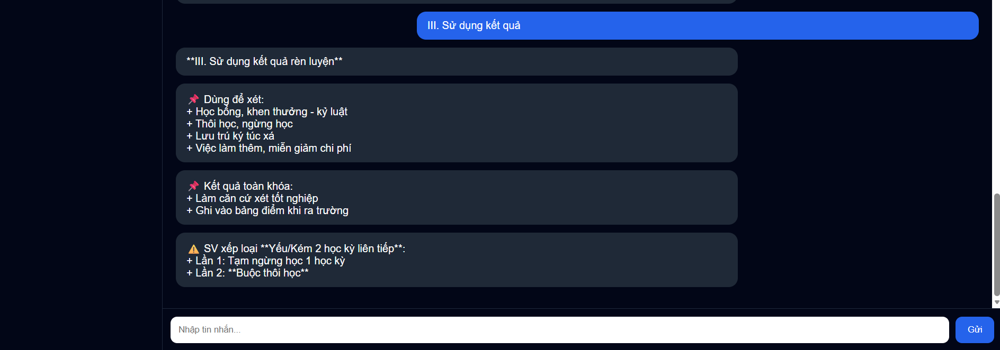 III. Sử dụng kết quả
**III. Sử dụng kết quả rèn luyện**
📌 Dùng để xét:
+ Học bổng, khen thưởng - kỷ luật
+ Thôi học, ngừng học
+ Lưu trú ký túc xá
+ Việc làm thêm, miễn giảm chi phí
📌 Kết quả toàn khóa:
+ Làm căn cứ xét tốt nghiệp
+ Ghi vào bảng điểm khi ra trường
⚠️ SV xếp loại **Yếu/Kém 2 học kỳ liên tiếp**:
+ Lần 1: Tạm ngừng học 1 học kỳ
+ Lần 2: **Buộc thôi học**
Nhập tin nhắn...
Gửi